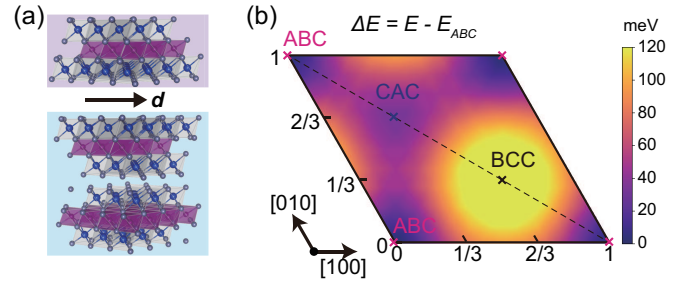 (a)
d
(b)
ΔE = E - E_ABC
meV
ABC
1
CAC
2/3
BCC
1/3
[010]
ABC
0
0
1/3
2/3
1
[100]
120
100
80
60
40
20
0